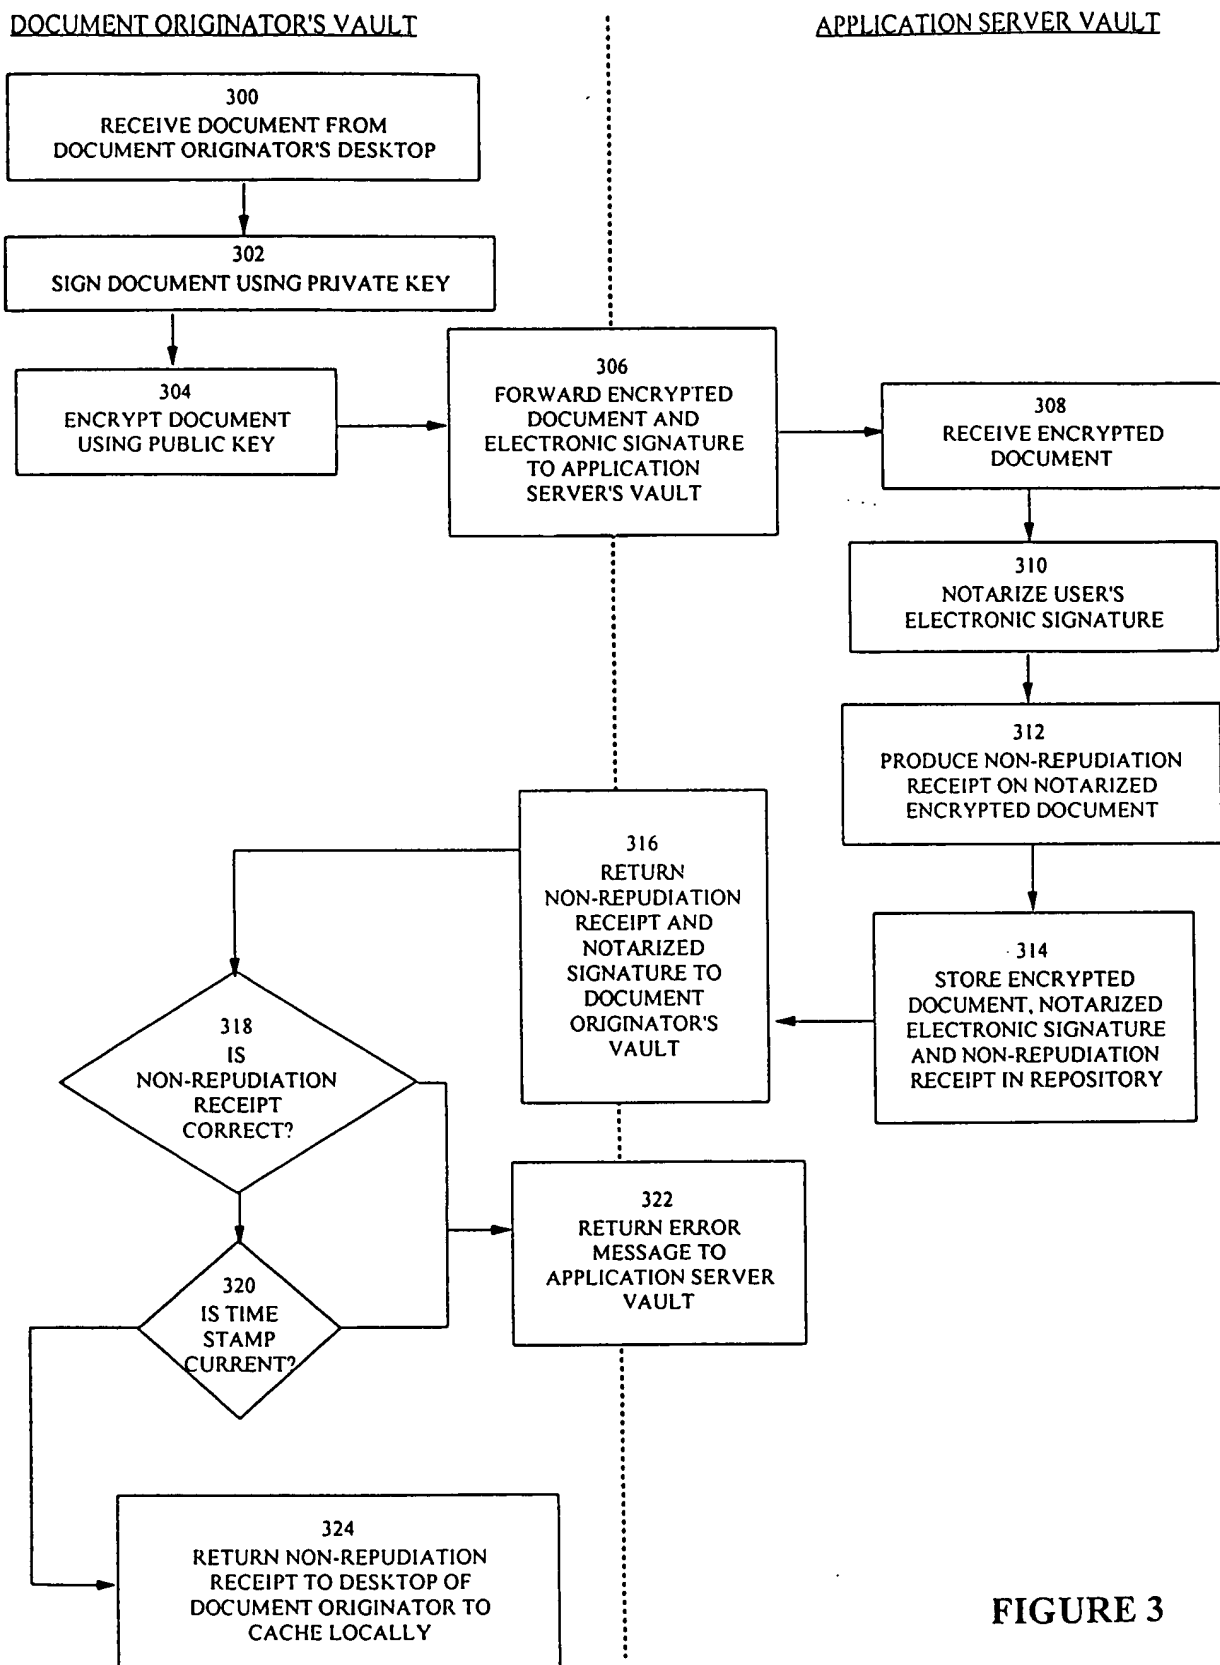 DOCUMENT ORIGINATOR'S VAULT
APPLICATION SERVER VAULT
300
RECEIVE DOCUMENT FROM
DOCUMENT ORIGINATOR'S DESKTOP
302
SIGN DOCUMENT USING PRIVATE KEY
304
ENCRYPT DOCUMENT
USING PUBLIC KEY
306
FORWARD ENCRYPTED
DOCUMENT AND
ELECTRONIC SIGNATURE
TO APPLICATION
SERVER'S VAULT
308
RECEIVE ENCRYPTED
DOCUMENT
310
NOTARIZE USER'S
ELECTRONIC SIGNATURE
312
PRODUCE NON-REPUDIATION
RECEIPT ON NOTARIZED
ENCRYPTED DOCUMENT
314
STORE ENCRYPTED
DOCUMENT, NOTARIZED
ELECTRONIC SIGNATURE
AND NON-REPUDIATION
RECEIPT IN REPOSITORY
316
RETURN
NON-REPUDIATION
RECEIPT AND
NOTARIZED
SIGNATURE TO
DOCUMENT
ORIGINATOR'S
VAULT
318
IS
NON-REPUDIATION
RECEIPT
CORRECT?
320
IS TIME
STAMP
CURRENT?
322
RETURN ERROR
MESSAGE TO
APPLICATION SERVER
VAULT
324
RETURN NON-REPUDIATION
RECEIPT TO DESKTOP OF
DOCUMENT ORIGINATOR TO
CACHE LOCALLY
FIGURE 3